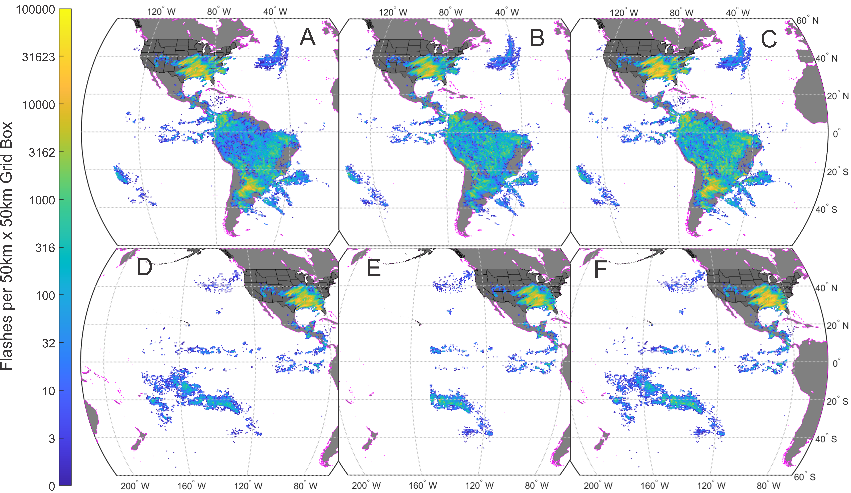 120° W 80° W 40° W 120° W 80° W 40° W 120° W 80° W 40° W 60° N
100000
A B C
31623
40° N
10000
20° N
3162
0°
1000
20° S
316
40° S
Flashes per 50km x 50km Grid Box
D E F
100
40° N
32
20° N
10
0°
20° S
3
40° S
0
60° S
200° W 160° W 120° W 80° W 200° W 160° W 120° W 80° W 200° W 160° W 120° W 80° W